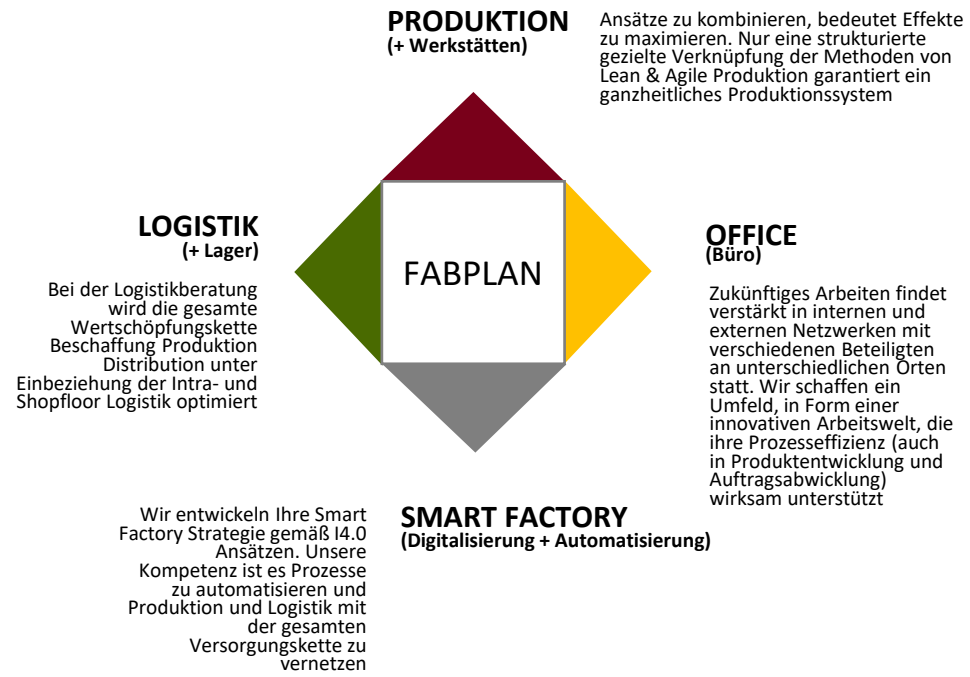 PRODUKTION
(+ Werkstätten)
Ansätze zu kombinieren, bedeutet Effekte
zu maximieren. Nur eine strukturierte
gezielte Verknüpfung der Methoden von
Lean & Agile Produktion garantiert ein
ganzheitliches Produktionssystem
LOGISTIK
(+ Lager)
Bei der Logistikberatung
wird die gesamte
Wertschöpfungskette
Beschaffung Produktion
Distribution unter
Einbeziehung der Intra- und
Shopfloor Logistik optimiert
FABPLAN
OFFICE
(Büro)
Zukünftiges Arbeiten findet
verstärkt in internen und
externen Netzwerken mit
verschiedenen Beteiligten
an unterschiedlichen Orten
statt. Wir schaffen ein
Umfeld, in Form einer
innovativen Arbeitswelt, die
ihre Prozesseffizienz (auch
in Produktentwicklung und
Auftragsabwicklung)
wirksam unterstützt
SMART FACTORY
(Digitalisierung + Automatisierung)
Wir entwickeln Ihre Smart
Factory Strategie gemäß I4.0
Ansätzen. Unsere
Kompetenz ist es Prozesse
zu automatisieren und
Produktion und Logistik mit
der gesamten
Versorgungskette zu
vernetzen